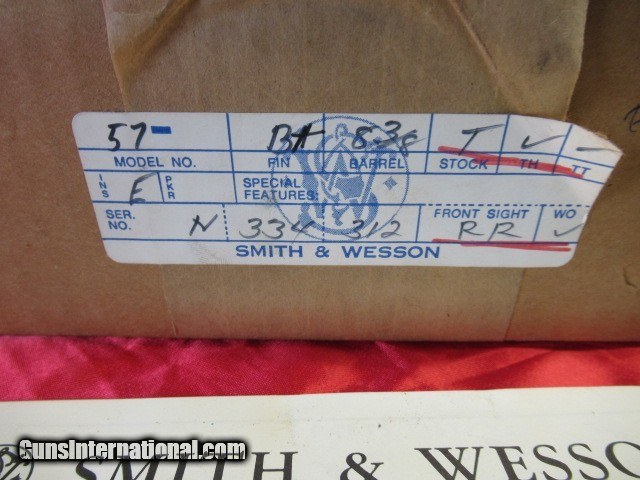 57- B# 8 3/8 T ✓ -
MODEL NO. FIN BARREL STOCK TH TT
INS E PKR SPECIAL FEATURES:
SER. NO. N 334 312 FRONT SIGHT RR WO ✓
SMITH & WESSON
SMITH & WESSO
GunsInternational.com